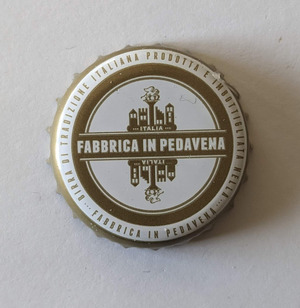 BIRRA DI TRADIZIONE ITALIANA PRODOTTA E IMBOTTIGLIATA NELLA
FABBRICA IN PEDAVENA
ITALIA
FABBRICA IN PEDAVENA
ITALIA